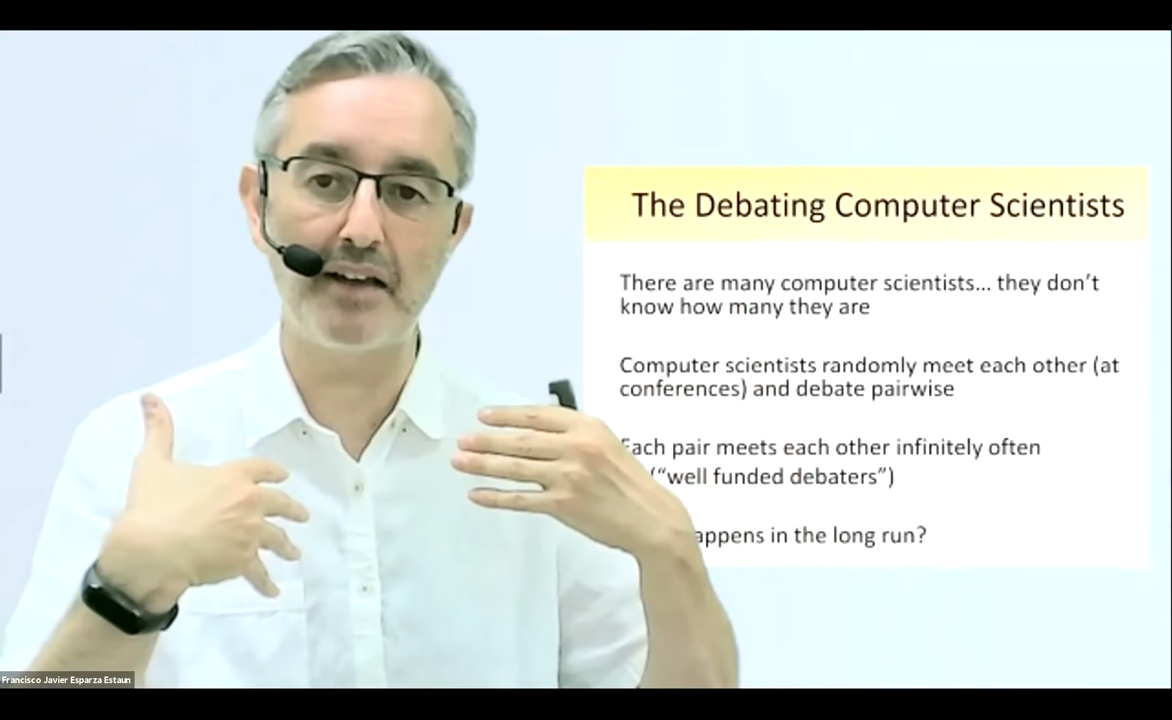 The Debating Computer Scientists
There are many computer scientists... they don't
know how many they are
Computer scientists randomly meet each other (at
conferences) and debate pairwise
Each pair meets each other infinitely often
("well funded debaters")
appens in the long run?
Francisco Javier Esparza Estaun